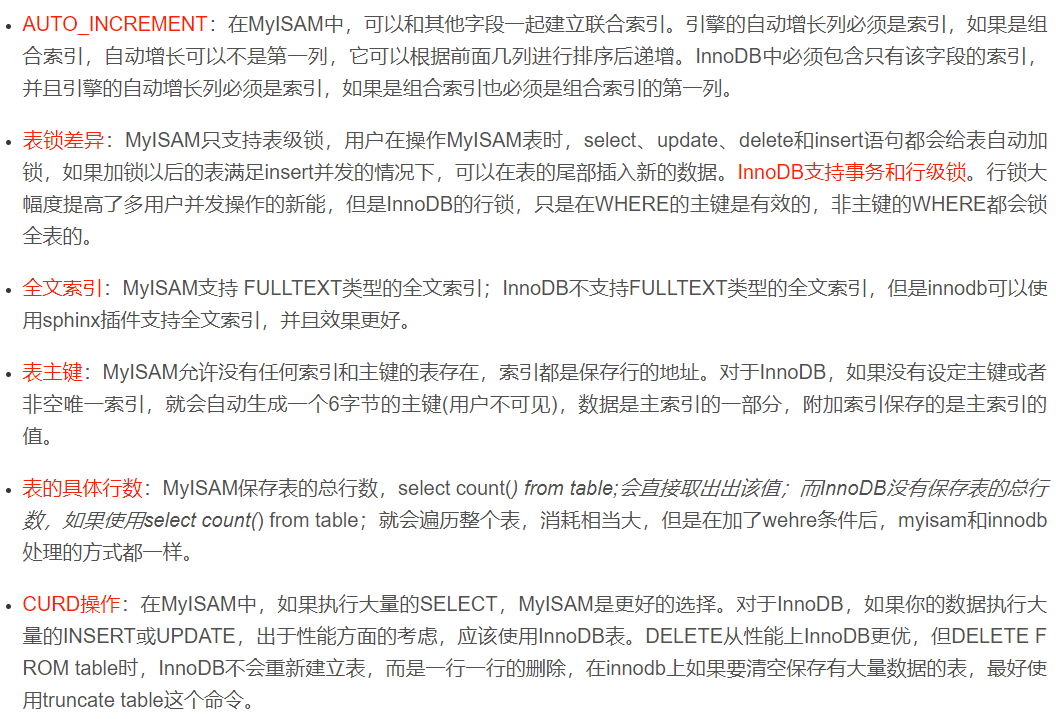 AUTO_INCREMENT：在MyISAM中，可以和其他字段一起建立联合索引。引擎的自动增长列必须是索引，如果是组
合索引，自动增长可以不是第一列，它可以根据前面几列进行排序后递增。InnoDB中必须包含只有该字段的索引，
并且引擎的自动增长列必须是索引，如果是组合索引也必须是组合索引的第一列。
表锁差异：MyISAM只支持表级锁，用户在操作MyISAM表时，select、update、delete和insert语句都会给表自动加
锁，如果加锁以后的表满足insert并发的情况下，可以在表的尾部插入新的数据。InnoDB支持事务和行级锁。行锁大
幅度提高了多用户并发操作的新能，但是InnoDB的行锁，只是在WHERE的主键是有效的，非主键的WHERE都会锁
全表的。
全文索引：MyISAM支持 FULLTEXT类型的全文索引；InnoDB不支持FULLTEXT类型的全文索引，但是innodb可以使
用sphinx插件支持全文索引，并且效果更好。
表主键：MyISAM允许没有任何索引和主键的表存在，索引都是保存行的地址。对于InnoDB，如果没有设定主键或者
非空唯一索引，就会自动生成一个6字节的主键(用户不可见)，数据是主索引的一部分，附加索引保存的是主索引的
值。
表的具体行数：MyISAM保存表的总行数，select count() from table;会直接取出出该值；而InnoDB没有保存表的总行
数，如果使用select count() from table；就会遍历整个表，消耗相当大，但是在加了wehre条件后，myisam和innodb
处理的方式都一样。
CURD操作：在MyISAM中，如果执行大量的SELECT，MyISAM是更好的选择。对于InnoDB，如果你的数据执行大
量的INSERT或UPDATE，出于性能方面的考虑，应该使用InnoDB表。DELETE从性能上InnoDB更优，但DELETE F
ROM table时，InnoDB不会重新建立表，而是一行一行的删除，在innodb上如果要清空保存有大量数据的表，最好使
用truncate table这个命令。